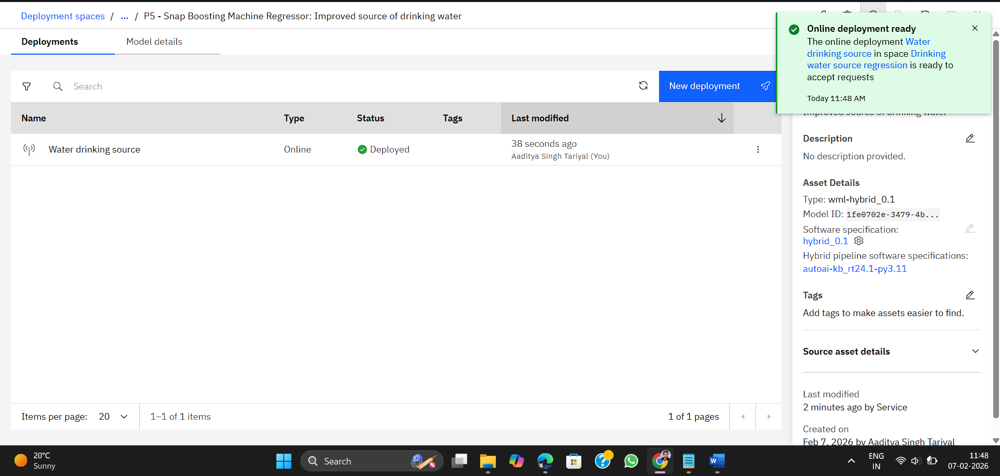 Deployment spaces / ... / P5 - Snap Boosting Machine Regressor: Improved source of drinking water
Deployments
Model details
Online deployment ready
The online deployment Water
drinking source in space Drinking
water source regression is ready to
accept requests
Today 11:48 AM
Search
New deployment
Improved source of drinking water
Name
Type
Status
Tags
Last modified
Water drinking source
Online
Deployed
38 seconds ago
Aaditya Singh Tariyal (You)
Description
No description provided.
Asset Details
Type: wml-hybrid_0.1
Model ID: 1fe0702e-3479-4b...
Software specification:
hybrid_0.1
Hybrid pipeline software specifications:
autoai-kb_rt24.1-py3.11
Tags
Add tags to make assets easier to find.
Source asset details
Last modified
2 minutes ago by Service
Created on
Feb 7, 2026 by Aaditya Singh Tariyal
Items per page: 20
1–1 of 1 items
1 of 1 pages
20°C
Sunny
Search
W
ENG
IN
11:48
07-02-2026